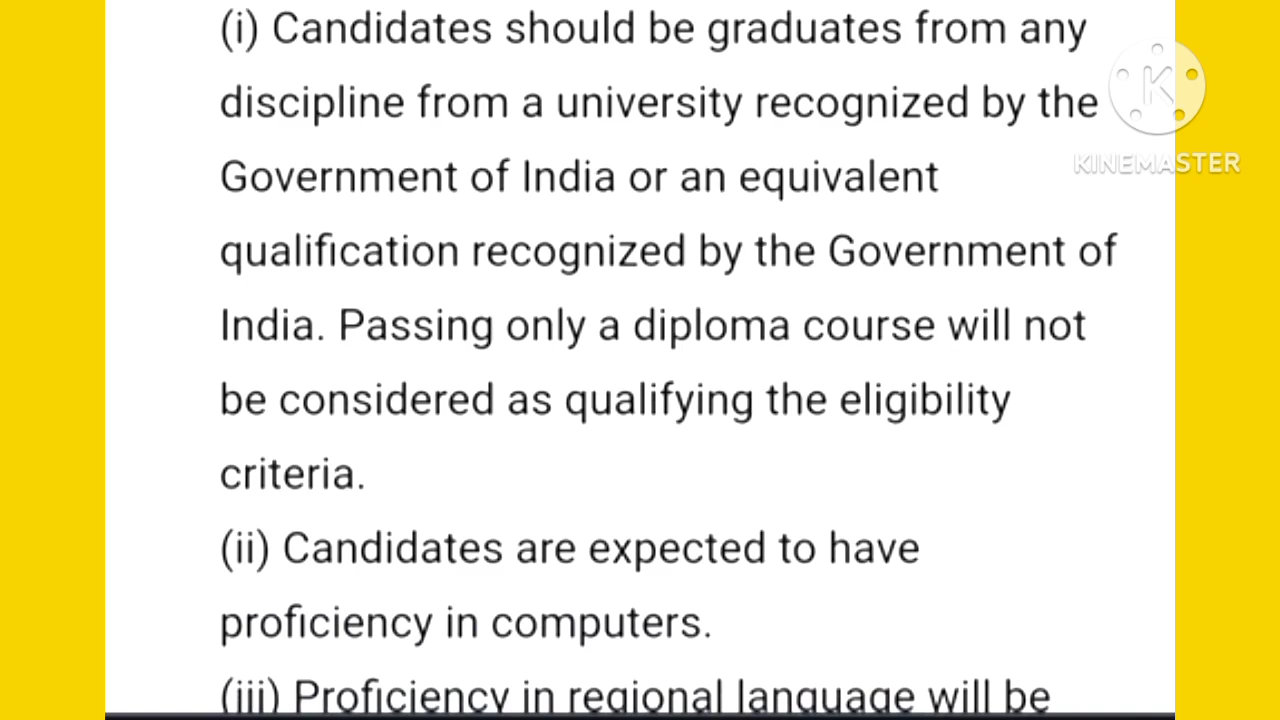 (i) Candidates should be graduates from any
discipline from a university recognized by the
Government of India or an equivalent
qualification recognized by the Government of
India. Passing only a diploma course will not
be considered as qualifying the eligibility
criteria.
(ii) Candidates are expected to have
proficiency in computers.
(iii) Proficiency in regional language will be
K
KINEMASTER